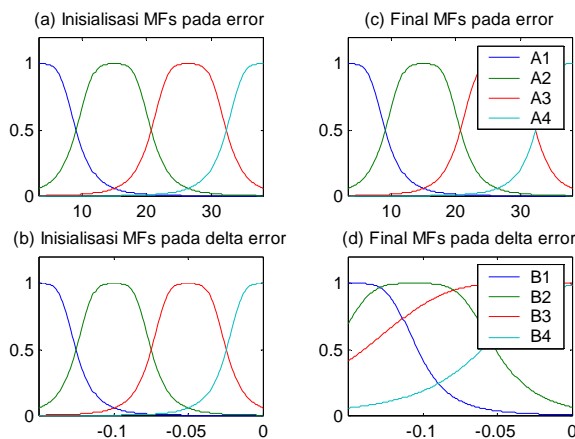 (a) Inisialisasi MFs pada error
1
0.5
0
10 20 30
(c) Final MFs pada error
1
0.5
0
10 20 30
A1
A2
A3
A4
(b) Inisialisasi MFs pada delta error
1
0.5
0
-0.1 -0.05 0
(d) Final MFs pada delta error
1
0.5
0
-0.1 -0.05 0
B1
B2
B3
B4